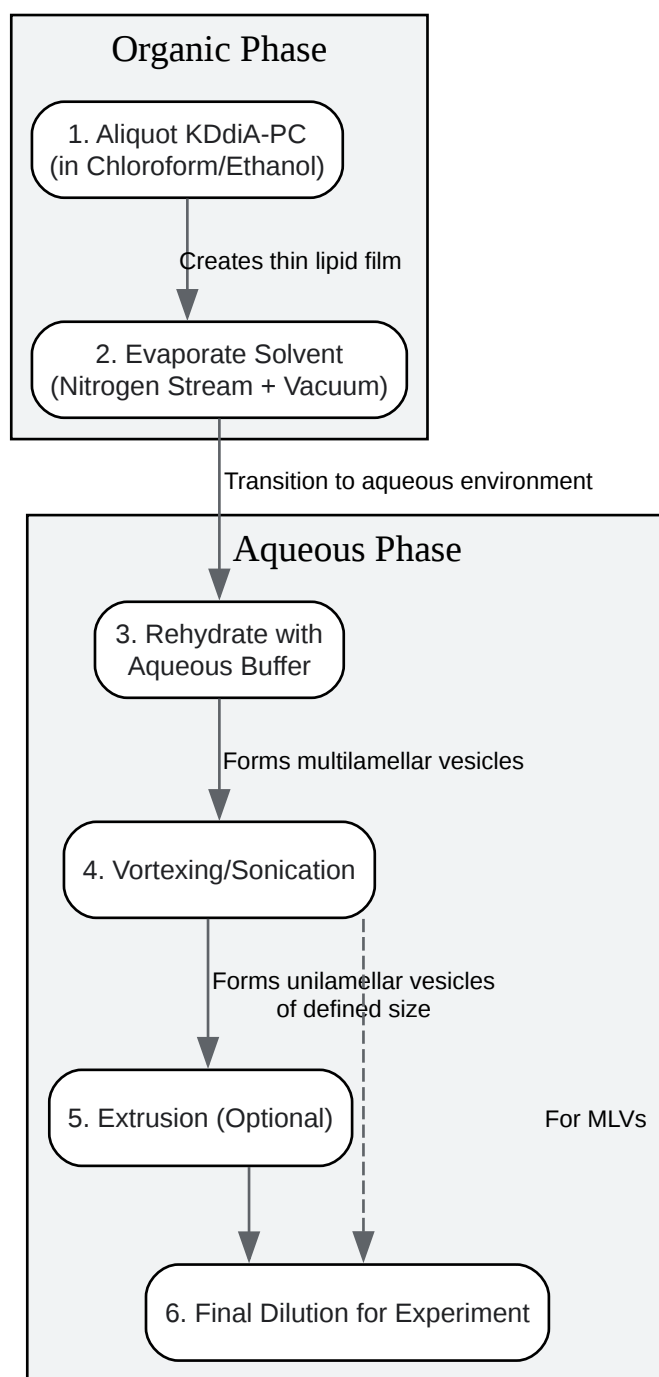 Organic Phase
1. Aliquot KDdiA-PC
(in Chloroform/Ethanol)
Creates thin lipid film
2. Evaporate Solvent
(Nitrogen Stream + Vacuum)
Transition to aqueous environment
Aqueous Phase
3. Rehydrate with
Aqueous Buffer
Forms multilamellar vesicles
4. Vortexing/Sonication
Forms unilamellar vesicles
of defined size
5. Extrusion (Optional)
For MLVs
6. Final Dilution for Experiment